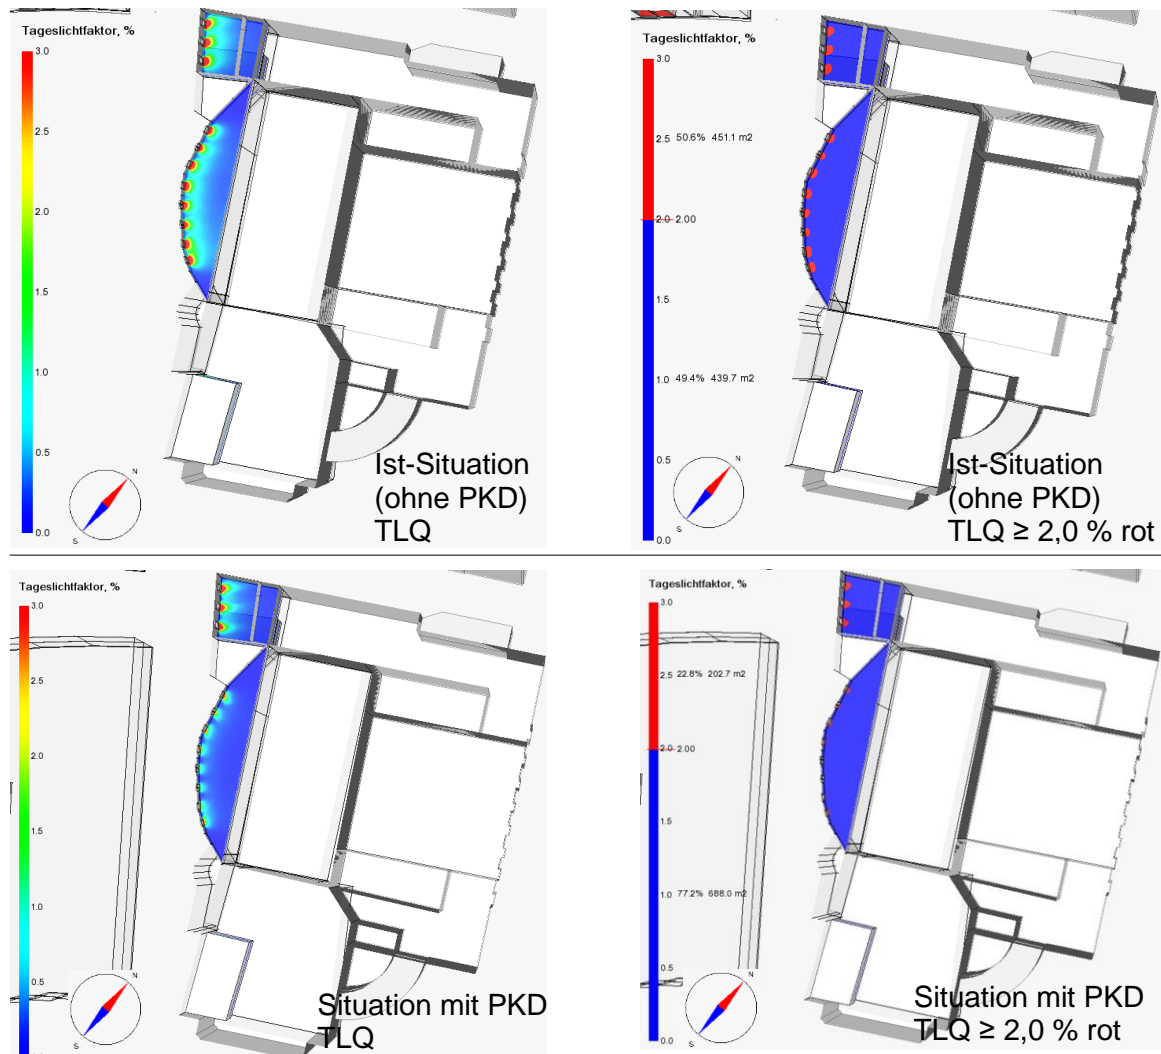 Tageslichtfaktor, %
3.0
2.5
2.0
1.5
1.0
0.5
0.0
N
S
Ist-Situation
(ohne PKD)
TLQ
Tageslichtfaktor, %
3.0
2.5 50.6% 451.1 m2
2.0 2.00
1.5
1.0 49.4% 439.7 m2
0.5
0.0
N
S
Ist-Situation
(ohne PKD)
TLQ ≥ 2,0 % rot
Tageslichtfaktor, %
3.0
2.5
2.0
1.5
1.0
0.5
0.0
N
S
Situation mit PKD
TLQ
Tageslichtfaktor, %
3.0
2.5 22.8% 202.7 m2
2.0 2.00
1.5
1.0 77.2% 688.0 m2
0.5
0.0
N
S
Situation mit PKD
TLQ ≥ 2,0 % rot